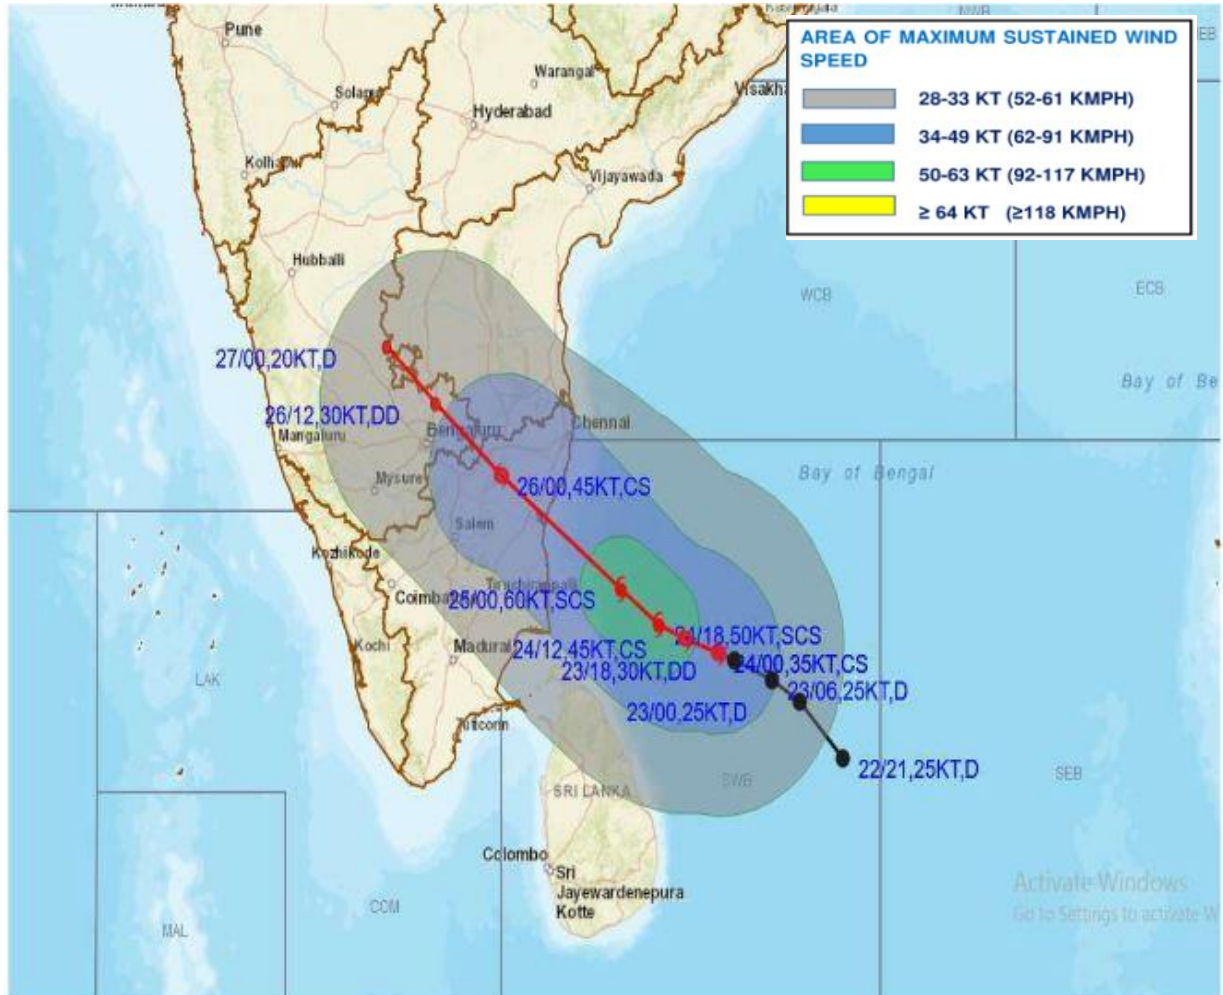 Pune
Warangal
Solapur
Hyderabad
Kolhapur
Vijayawada
Hubballi
AREA OF MAXIMUM SUSTAINED WIND
SPEED
28-33 KT (52-61 KMPH)
34-49 KT (62-91 KMPH)
50-63 KT (92-117 KMPH)
≥ 64 KT (≥118 KMPH)
WCB
ECB
27/00,20KT,D
Bay of Be
26/12,30KT,DD
Chennai
Bengaluru
Mangaluru
Bay of Bengal
Mysuru
26/00,45KT,CS
Salem
Kozhikode
Tiruchirappalli
Coimba
25/00,60KT,SCS
24/18,50KT,SCS
Kochi
Madurai
24/12,45KT,CS
24/00,35KT,CS
23/18,30KT,DD
LAK
23/06,25KT,D
23/00,25KT,D
Tuticorin
22/21,25KT,D
SWB
SEB
SRI LANKA
Colombo
Sri
Jayewardenepura
Kotte
COM
MAL
Activate Windows
Go to Settings to activate W